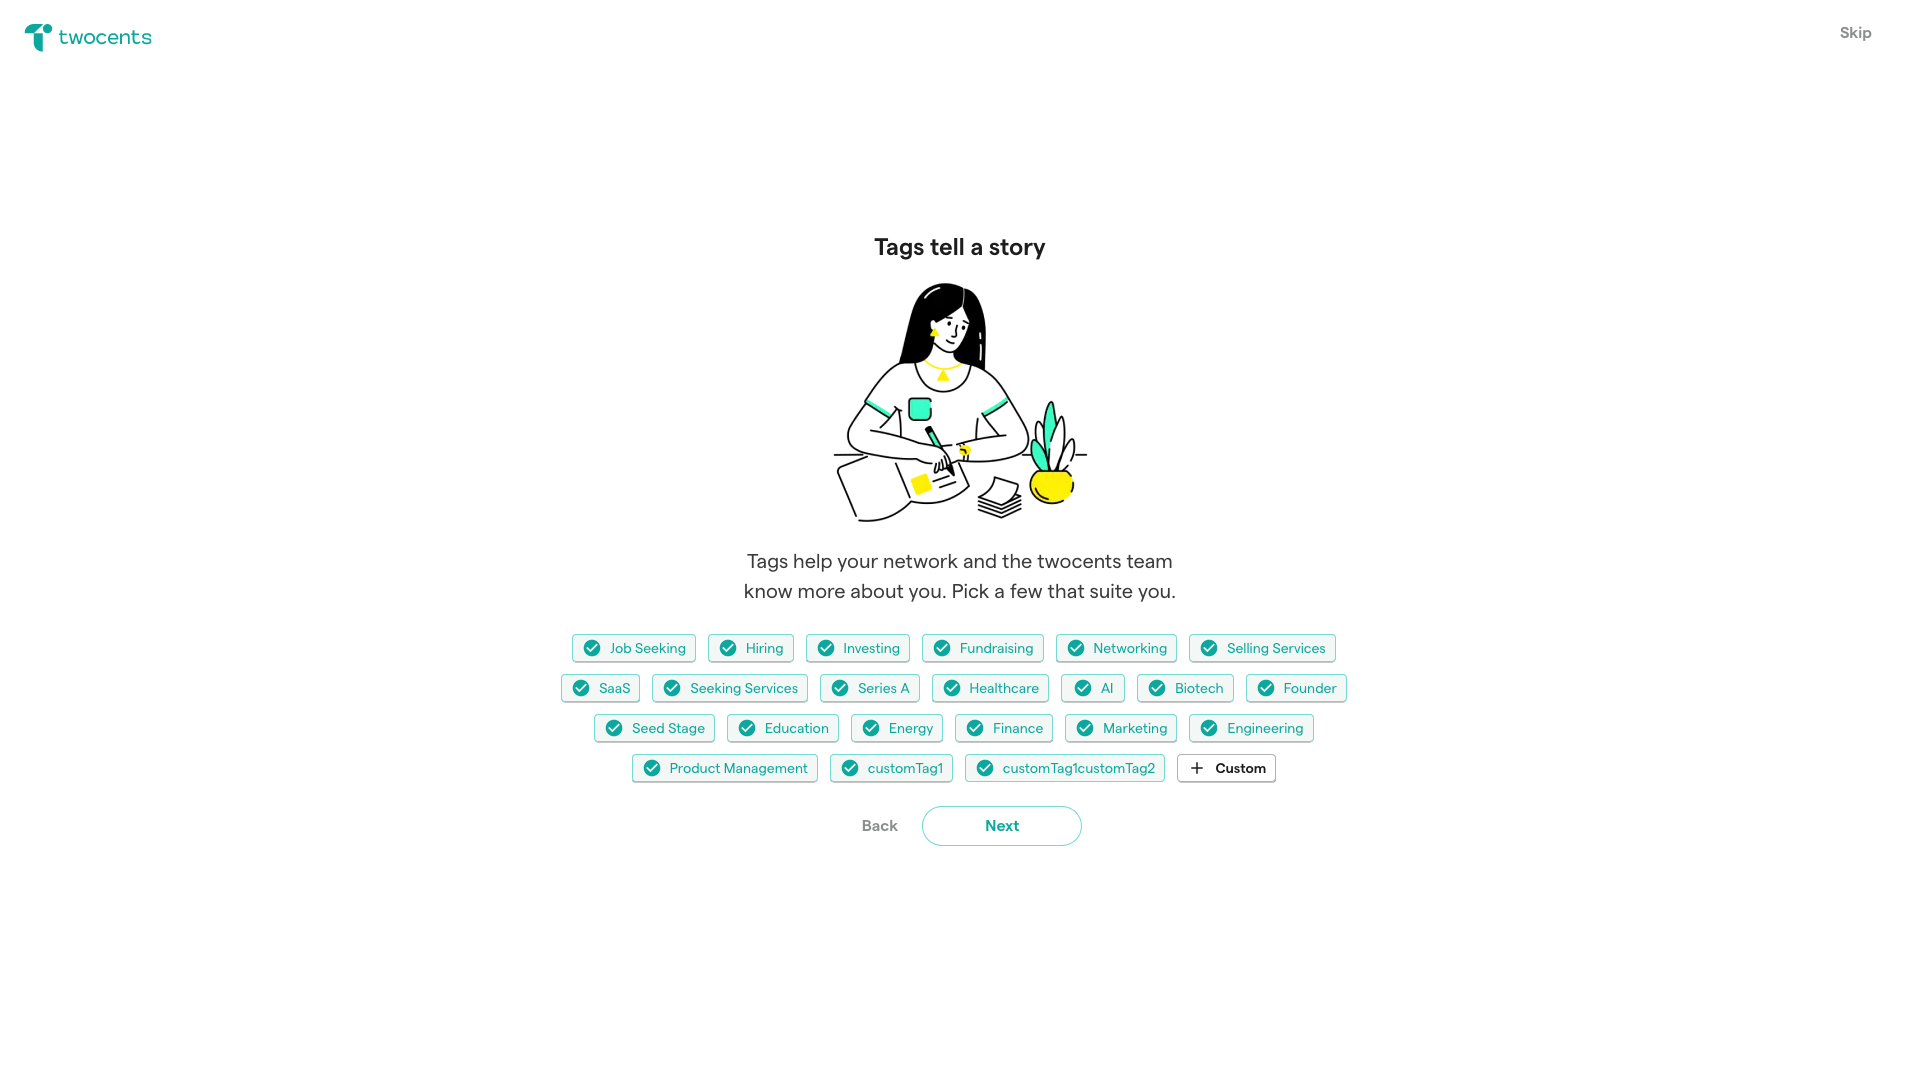 twocents
Skip
Tags tell a story
Tags help your network and the twocents team
know more about you. Pick a few that suite you.
Job Seeking Hiring Investing Fundraising Networking Selling Services
SaaS Seeking Services Series A Healthcare AI Biotech Founder
Seed Stage Education Energy Finance Marketing Engineering
Product Management customTag1 customTag1customTag2 + Custom
Back Next